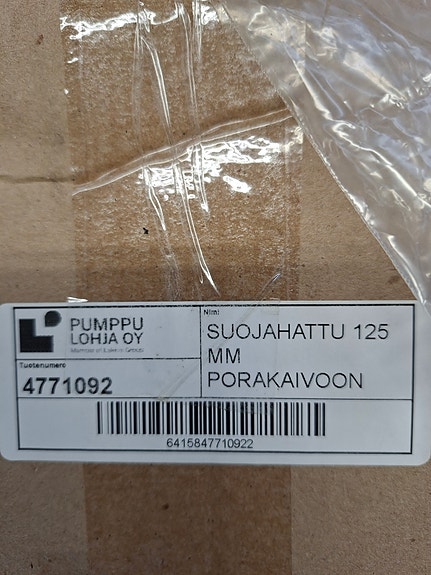 PUMPPU
LOHJA OY
Tuotenumero
4771092
Nimi
SUOJAHATTU 125
MM
PORAKAIVOON
6415847710922